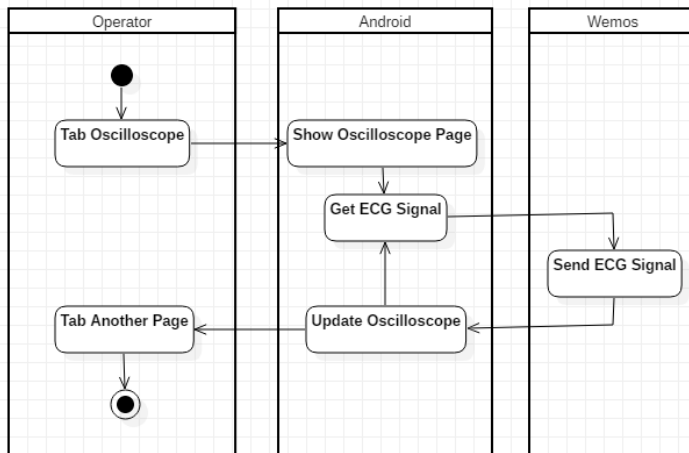 Operator
Android
Wemos
Tab Oscilloscope
Show Oscilloscope Page
Get ECG Signal
Send ECG Signal
Tab Another Page
Update Oscilloscope